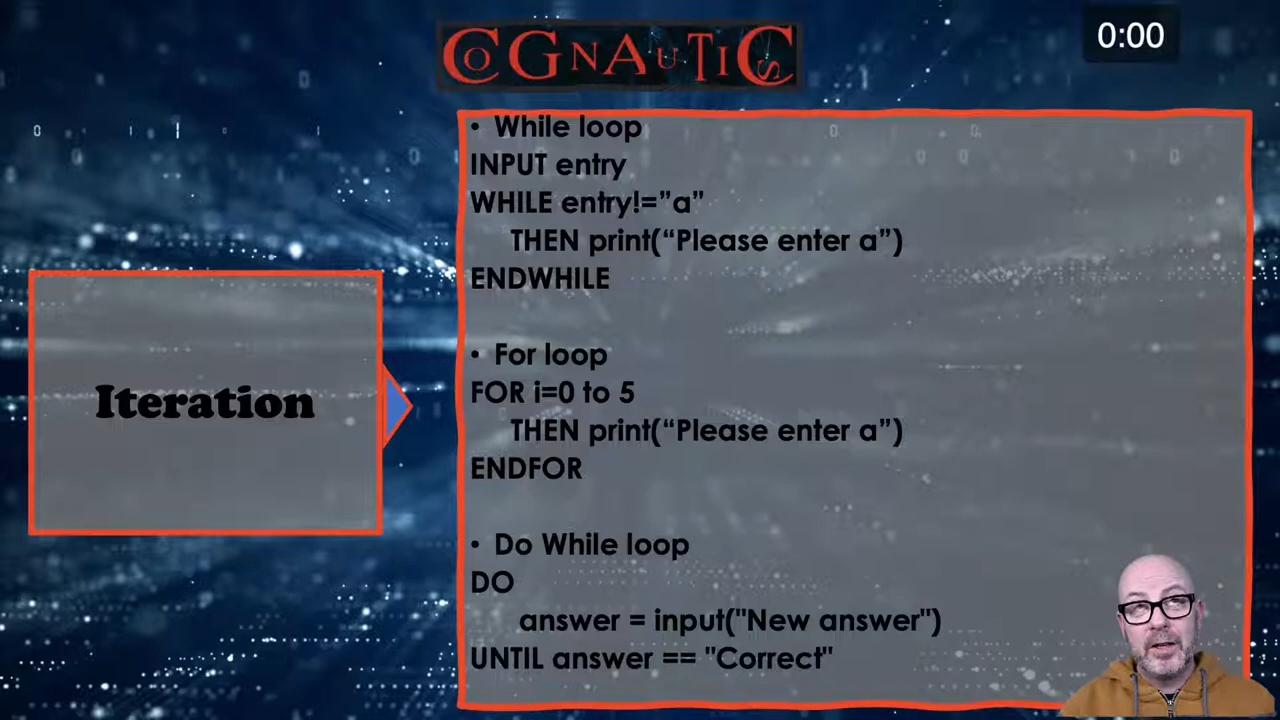 COGNAUTICS
0:00
• While loop
INPUT entry
WHILE entry!=”a”
THEN print(“Please enter a”)
ENDWHILE
Iteration
• For loop
FOR i=0 to 5
THEN print(“Please enter a”)
ENDFOR
• Do While loop
DO
answer = input("New answer")
UNTIL answer == "Correct"